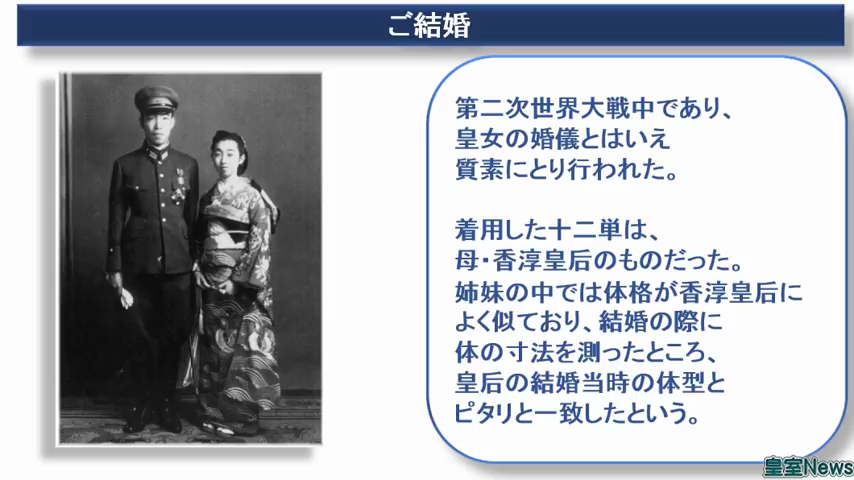 ご結婚
第二次世界大戦中であり、
皇女の婚儀とはいえ
質素にとり行われた。
着用した十二単は、
母・香淳皇后のものだった。
姉妹の中では体格が香淳皇后に
よく似ており、結婚の際に
体の寸法を測ったところ、
皇后の結婚当時の体型と
ピタリと一致したという。
皇室News